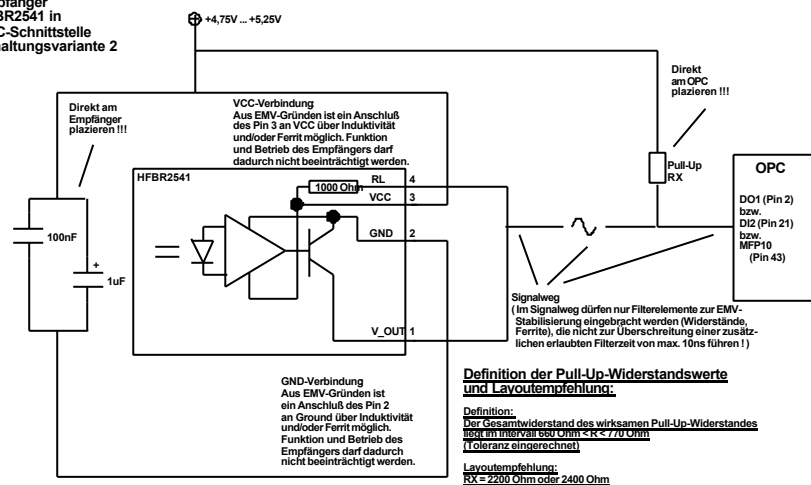 pfänger
BR2541 in
C-Schnittstelle
altungsvariante 2
+4,75V ... +5,25V
Direkt am
Empfänger
plazieren !!!
VCC-Verbindung
Aus EMV-Gründen ist ein Anschluß
des Pin 3 an VCC über Induktivität
und/oder Ferrit möglich. Funktion
und Betrieb des Empfängers darf
dadurch nicht beeinträchtigt werden.
Direkt
am OPC
plazieren !!!
HFBR2541
1000 Ohm
RL
4
VCC
3
GND
2
V_OUT
1
100nF
+
1uF
Pull-Up
RX
OPC
DO1 (Pin 2)
bzw.
DI2 (Pin 21)
bzw.
MFP10
(Pin 43)
Signalweg
( Im Signalweg dürfen nur Filterelemente zur EMV-
Stabilisierung eingebracht werden (Widerstände,
Ferrite), die nicht zur Überschreitung einer zusätz-
lichen erlaubten Filterzeit von max. 10ns führen ! )
GND-Verbindung
Aus EMV-Gründen ist
ein Anschluß des Pin 2
an Ground über Induktivität
und/oder Ferrit möglich.
Funktion und Betrieb des
Empfängers darf dadurch
nicht beeinträchtigt werden.
Definition der Pull-Up-Widerstandswerte
und Layoutempfehlung:
Definition:
Der Gesamtwiderstand des wirksamen Pull-Up-Widerstandes
liegt im Intervall 660 Ohm < R < 770 Ohm
(Toleranz eingerechnet)
Layoutempfehlung:
RX = 2200 Ohm oder 2400 Ohm